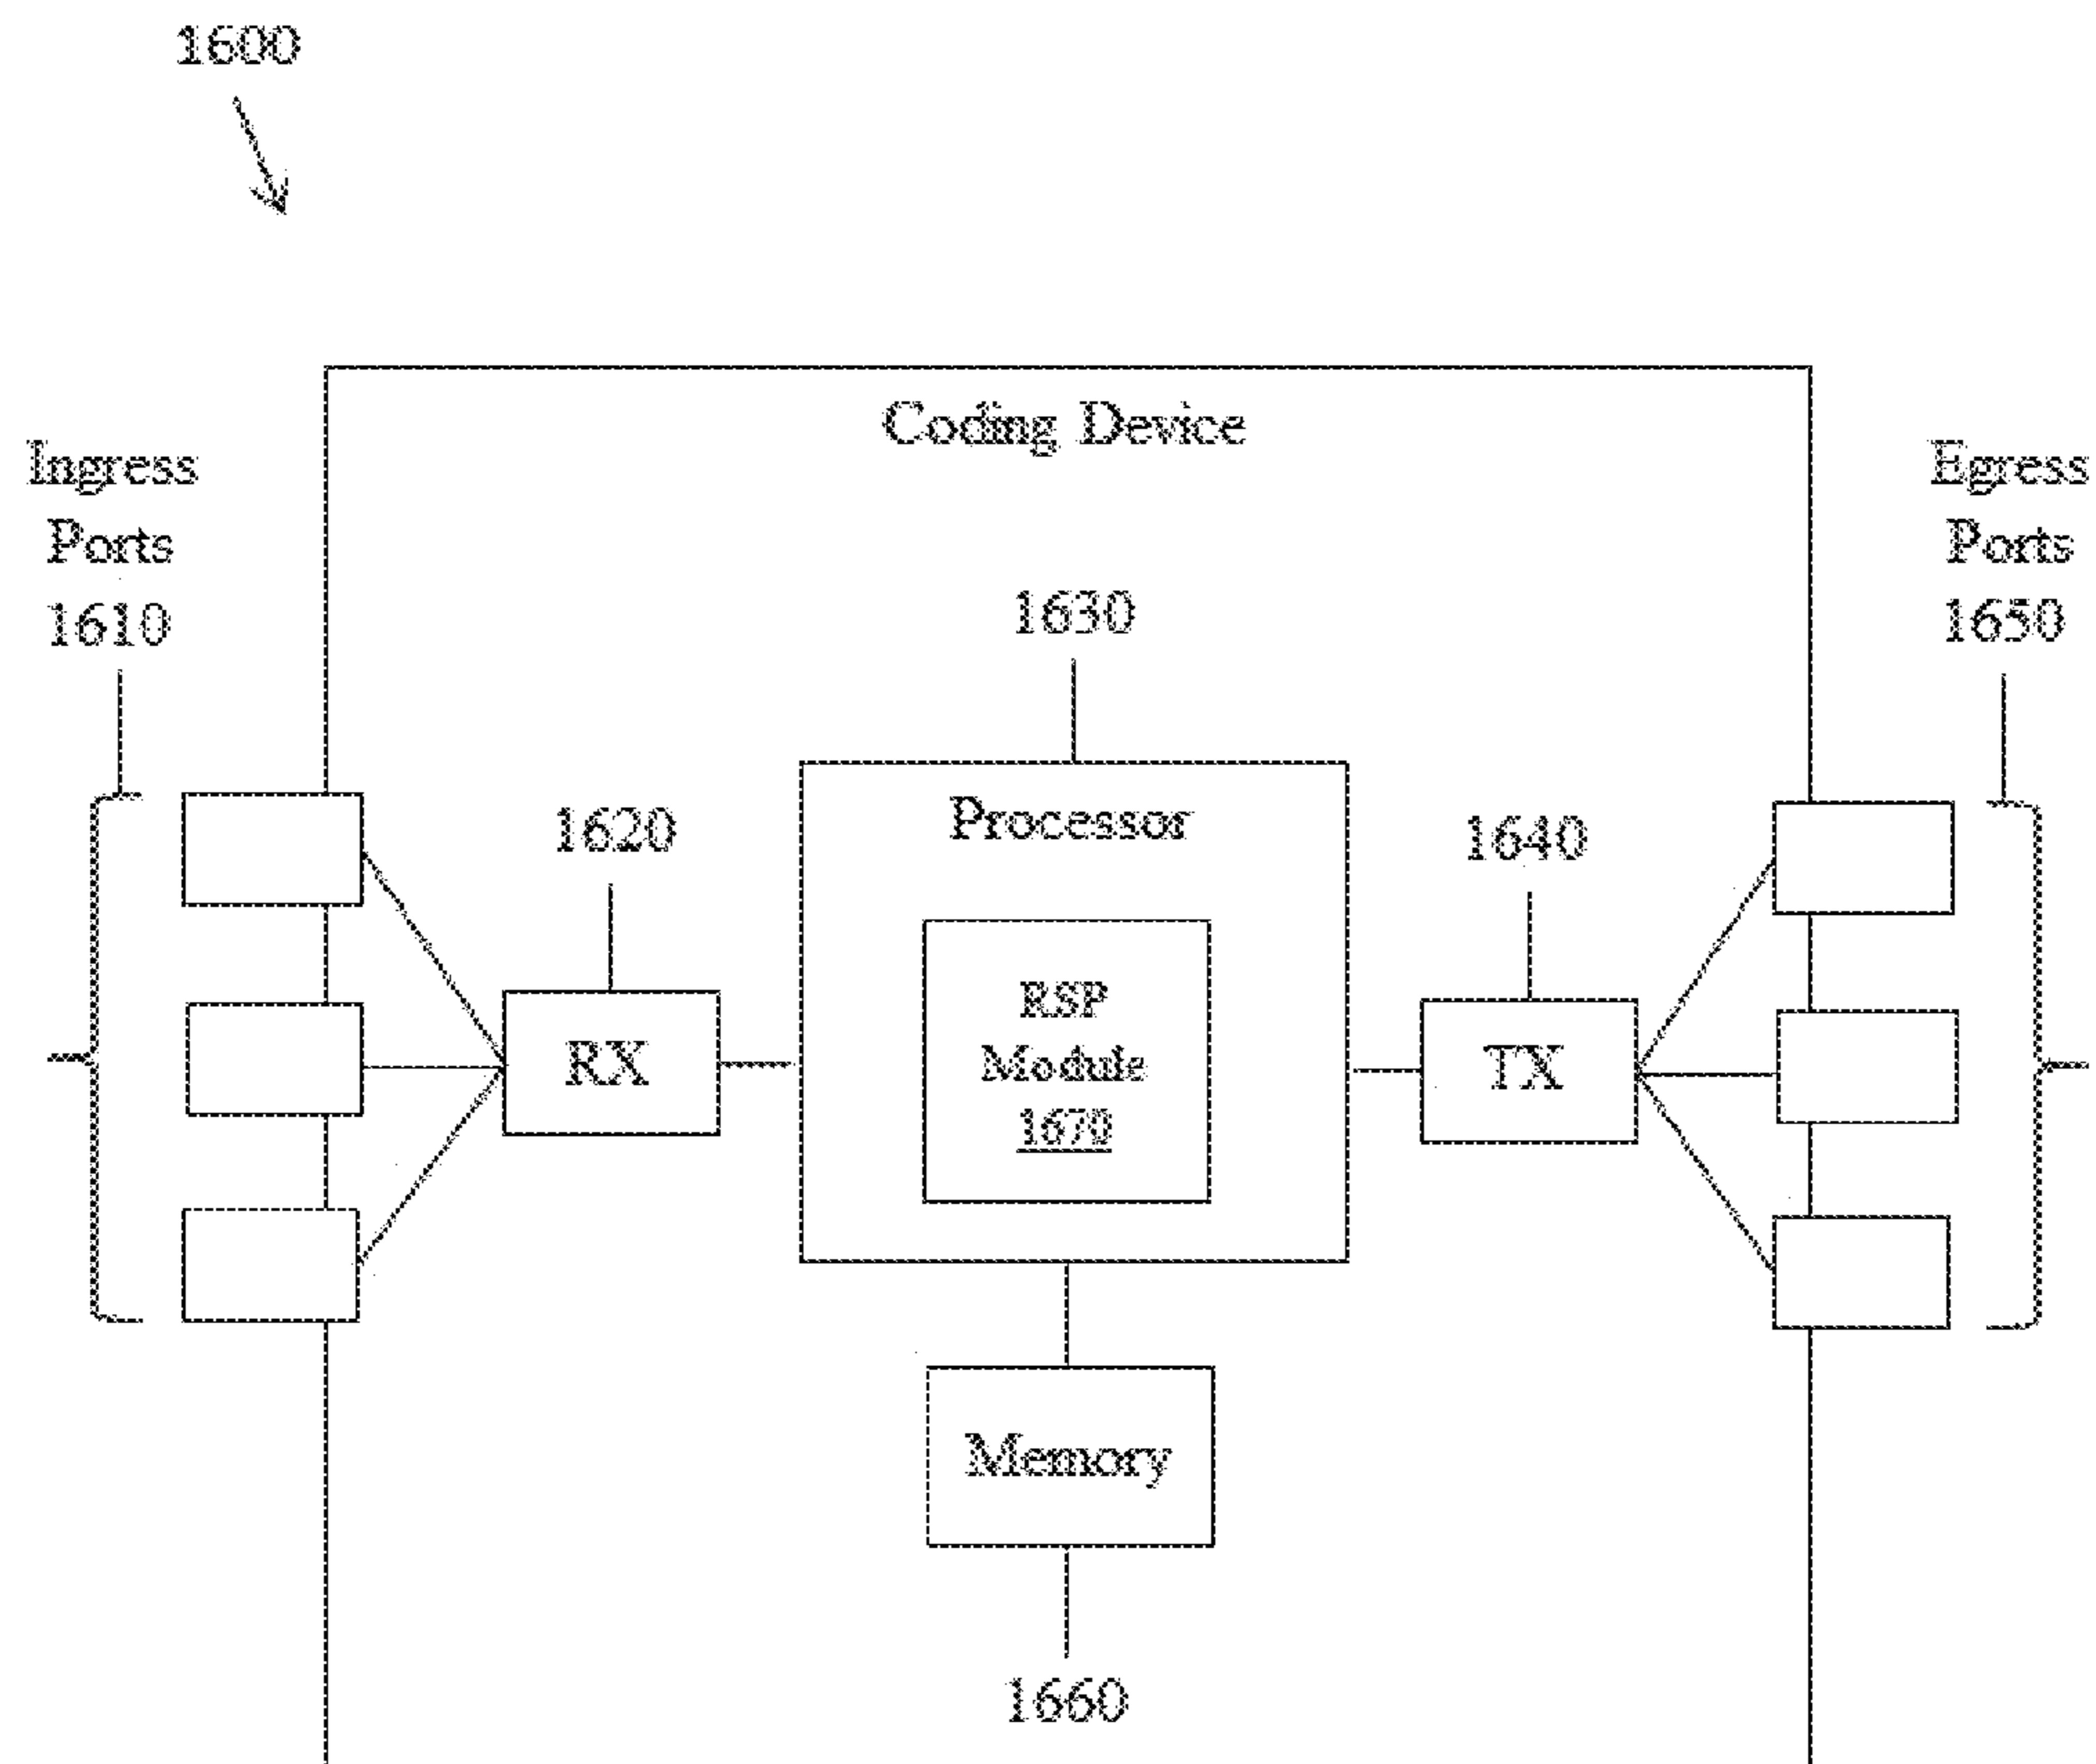 1600
Coding Device
Ingress
Ports
1610
Egress
Ports
1650
1630
1620
Processor
1640
RSP
Module
1670
RX
TX
Memory
1660